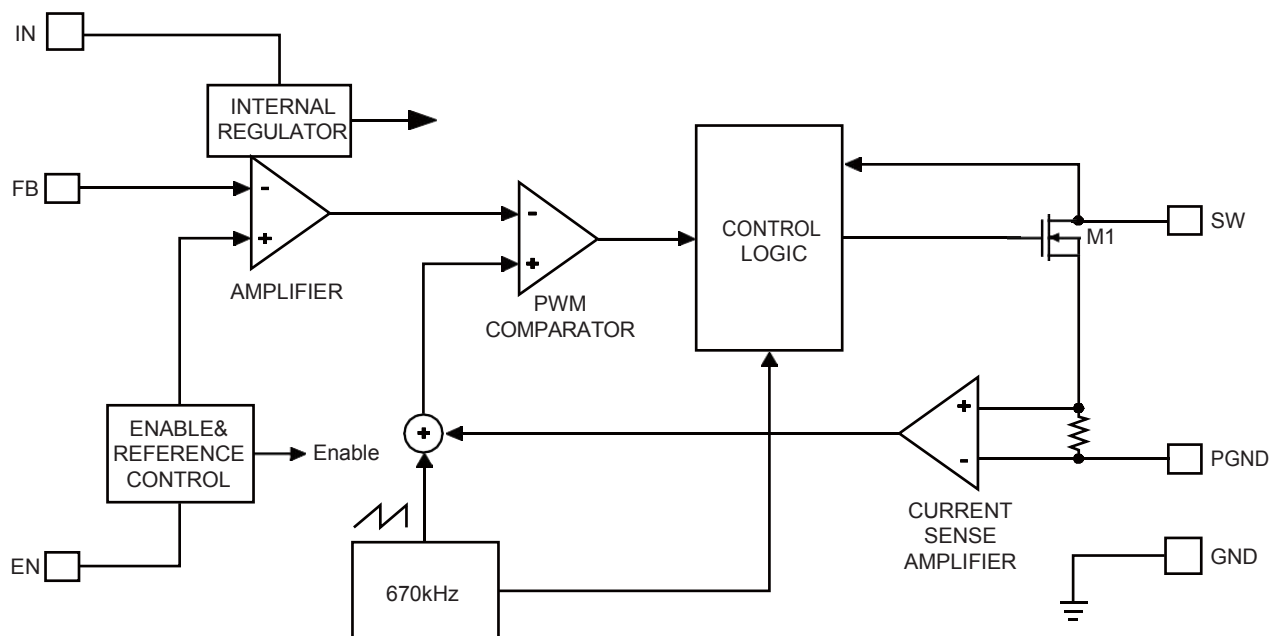 IN
INTERNAL
REGULATOR
FB
-
+
AMPLIFIER
-
+
PWM
COMPARATOR
CONTROL
LOGIC
M1
SW
ENABLE&
REFERENCE
CONTROL
Enable
EN
+
670kHz
+
-
CURRENT
SENSE
AMPLIFIER
PGND
GND